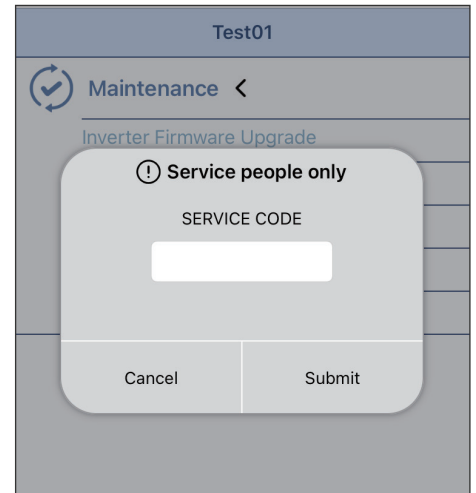 Test01
Maintenance <
Inverter Firmware Upgrade
! Service people only
SERVICE CODE
Cancel Submit